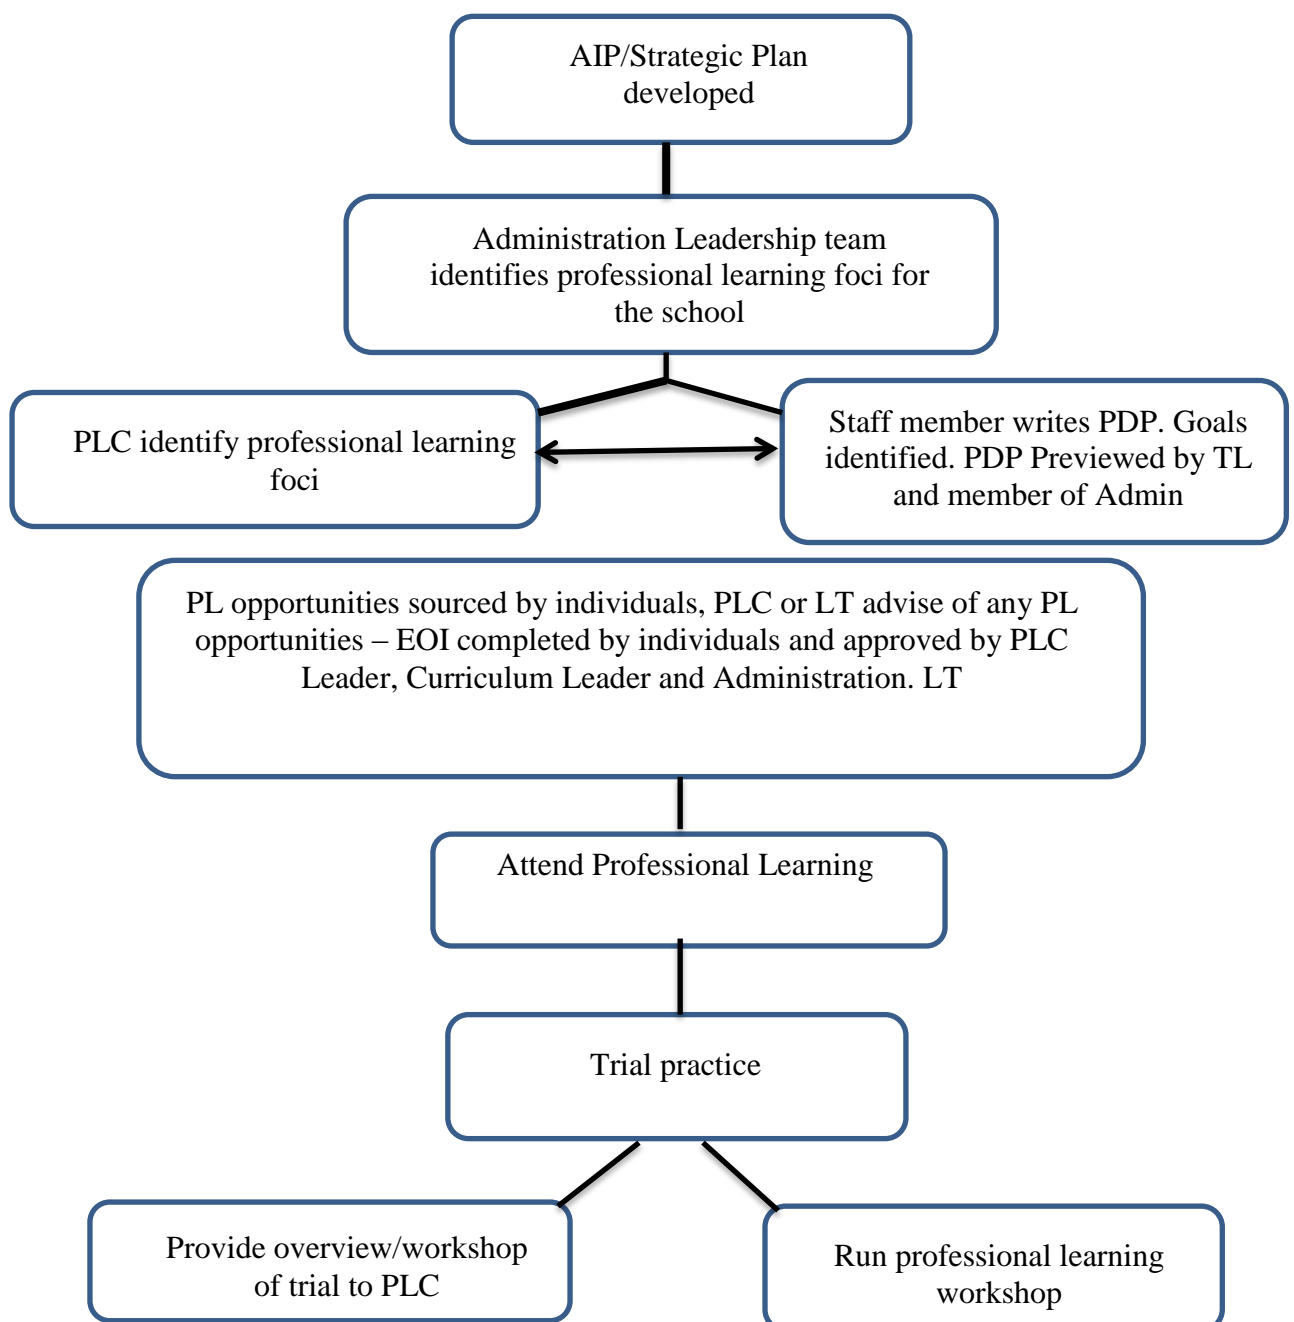 AIP/Strategic Plan
developed
Administration Leadership team
identifies professional learning foci for
the school
PLC identify professional learning
foci
Staff member writes PDP. Goals
identified. PDP Previewed by TL
and member of Admin
PL opportunities sourced by individuals, PLC or LT advise of any PL
opportunities – EOI completed by individuals and approved by PLC
Leader, Curriculum Leader and Administration. LT
Attend Professional Learning
Trial practice
Provide overview/workshop
of trial to PLC
Run professional learning
workshop